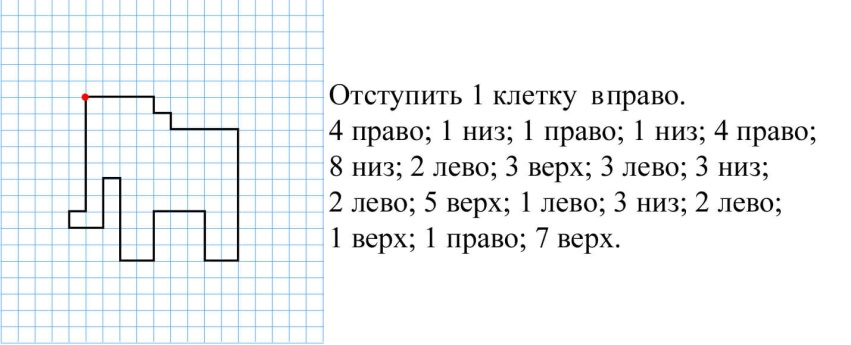 Отступить 1 клетку вправо.
4 право; 1 низ; 1 право; 1 низ; 4 право;
8 низ; 2 лево; 3 верх; 3 лево; 3 низ;
2 лево; 5 верх; 1 лево; 3 низ; 2 лево;
1 верх; 1 право; 7 верх.